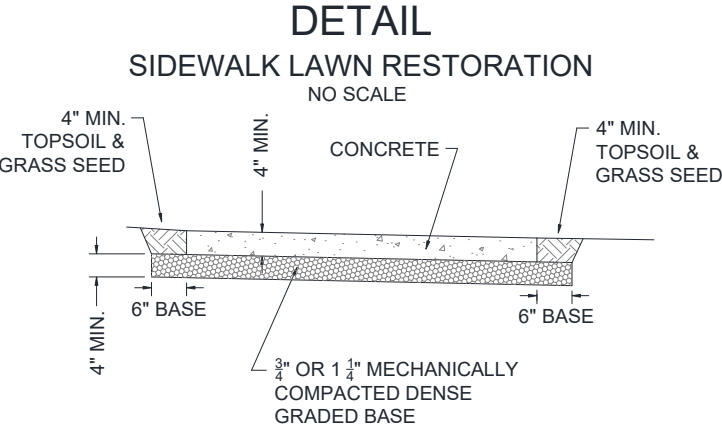 DETAIL
SIDEWALK LAWN RESTORATION
NO SCALE
4" MIN.
TOPSOIL &
GRASS SEED
4" MIN.
CONCRETE
4" MIN.
TOPSOIL &
GRASS SEED
4" MIN.
6" BASE
6" BASE
3/4" OR 1 1/4" MECHANICALLY
COMPACTED DENSE
GRADED BASE